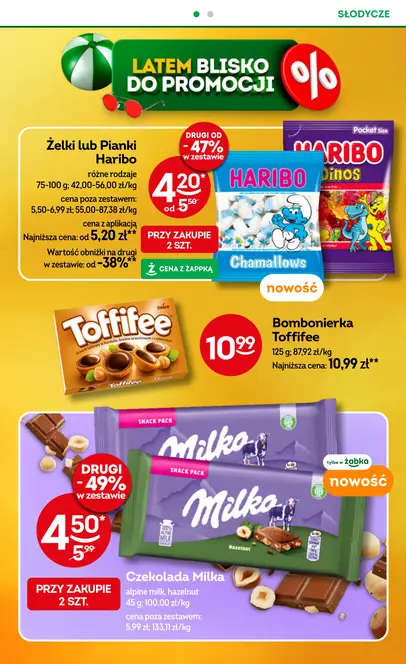 SŁODYCZE
LATEM BLISKO
DO PROMOCJI
%
Żelki lub Pianki
Haribo
różne rodzaje
75-100 g; 42,00-56,00 zł/kg
cena poza zestawem:
5,50-6,99 zł; 55,00-87,38 zł/kg
cena z aplikacją
Najniższa cena: od 5,20 zł**
Wartość obniżki na drugi
w zestawie: od -38%**
DRUGI OD
-47%
w zestawie
4,20*
od 5,50
PRZY ZAKUPIE
2 SZT.
CENA Z ŻAPPKĄ
HARIBO
Chamallows
Pocket Size
HARIBO
Dinos
nowość
Toffifee
10,99
Bombonierka
Toffifee
125 g; 87,92 zł/kg
Najniższa cena: 10,99 zł**
SNACK PACK
Milka
SNACK PACK
Milka
Hazelnut
tylko w żabka
nowość
DRUGI
-49%
w zestawie
4,50*
5,99
PRZY ZAKUPIE
2 SZT.
Czekolada Milka
alpine milk, hazelnut
45 g; 100,00 zł/kg
cena poza zestawem:
5,99 zł; 133,11 zł/kg